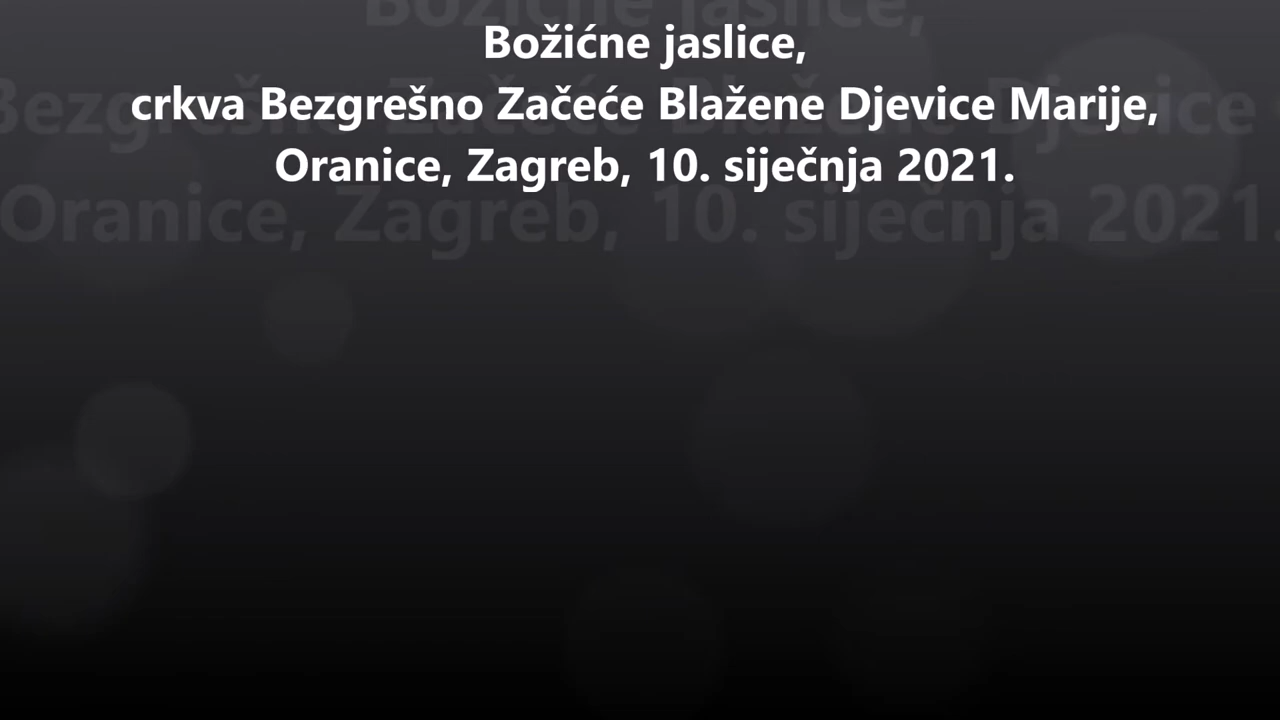 Božićne jaslice,
crkva Bezgrešno Začeće Blažene Djevice Marije,
Oranice, Zagreb, 10. siječnja 2021.